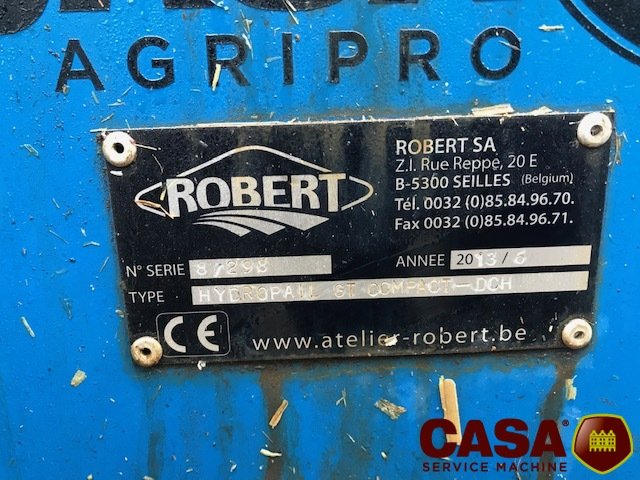 AGRIPRO
ROBERT
ROBERT SA
Z.I. Rue Reppe, 20 E
B-5300 SEILLES (Belgium)
Tél. 0032 (0)85.84.96.70.
Fax 0032 (0)85.84.96.71.
N° SERIE 87298
ANNEE 2013/6
TYPE HYDROPAIL GT COMPACT-DCH
CE www.atelier-robert.be
CASA®
SERVICE MACHINE